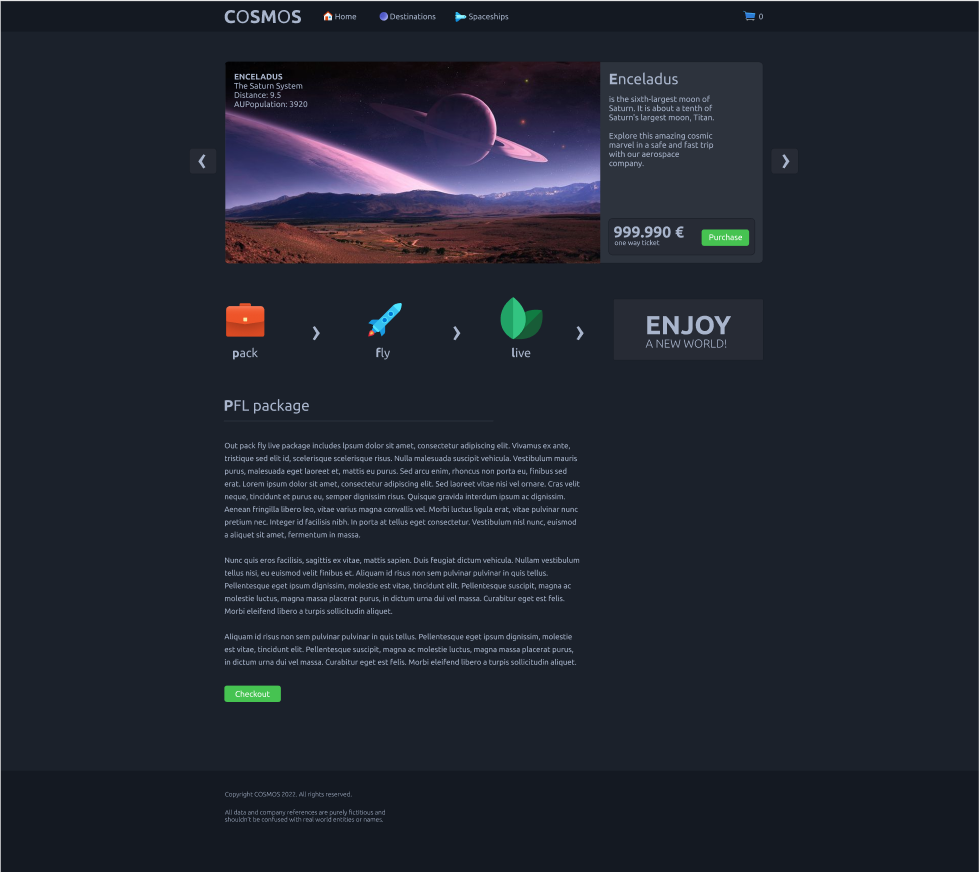 COSMOS
Home
Destinations
Spaceships
0
ENCELADUS
The Saturn System
Distance: 9.5
AUPopulation: 3920
Enceladus
is the sixth-largest moon of
Saturn. It is about a tenth of
Saturn's largest moon, Titan.
Explore this amazing cosmic
marvel in a safe and fast trip
with our aerospace
company.
999.990 €
one way ticket
Purchase
pack
fly
live
ENJOY
A NEW WORLD!
PFL package
Out pack fly live package includes Ipsum dolor sit amet, consectetur adipiscing elit. Vivamus ex ante,
tristique sed elit id, scelerisque scelerisque risus. Nulla malesuada suscipit vehicula. Vestibulum mauris
purus, malesuada eget laoreet et, mattis eu purus. Sed arcu enim, rhoncus non porta eu, finibus sed
erat. Lorem ipsum dolor sit amet, consectetur adipiscing elit. Sed laoreet vitae nisi vel ornare. Cras velit
neque, tincidunt et purus eu, semper dignissim risus. Quisque gravida interdum ipsum ac dignissim.
Aenean fringilla libero leo, vitae varius magna convallis vel. Morbi luctus ligula erat, vitae pulvinar nunc
pretium nec. Integer id facilisis nibh. In porta at tellus eget consectetur. Vestibulum nisl nunc, euismod
a aliquet sit amet, fermentum in massa.
Nunc quis eros facilisis, sagittis ex vitae, mattis sapien. Duis feugiat dictum vehicula. Nullam vestibulum
tellus nisi, eu euismod velit finibus et. Aliquam id risus non sem pulvinar pulvinar in quis tellus.
Pellentesque eget ipsum dignissim, molestie est vitae, tincidunt elit. Pellentesque suscipit, magna ac
molestie luctus, magna massa placerat purus, in dictum urna dui vel massa. Curabitur eget est felis.
Morbi eleifend libero a turpis sollicitudin aliquet.
Aliquam id risus non sem pulvinar pulvinar in quis tellus. Pellentesque eget ipsum dignissim, molestie
est vitae, tincidunt elit. Pellentesque suscipit, magna ac molestie luctus, magna massa placerat purus,
in dictum urna dui vel massa. Curabitur eget est felis. Morbi eleifend libero a turpis sollicitudin aliquet.
Checkout
Copyright COSMOS 2022. All rights reserved.
All data and company references are purely fictitious and
shouldn't be confused with real world entities or names.